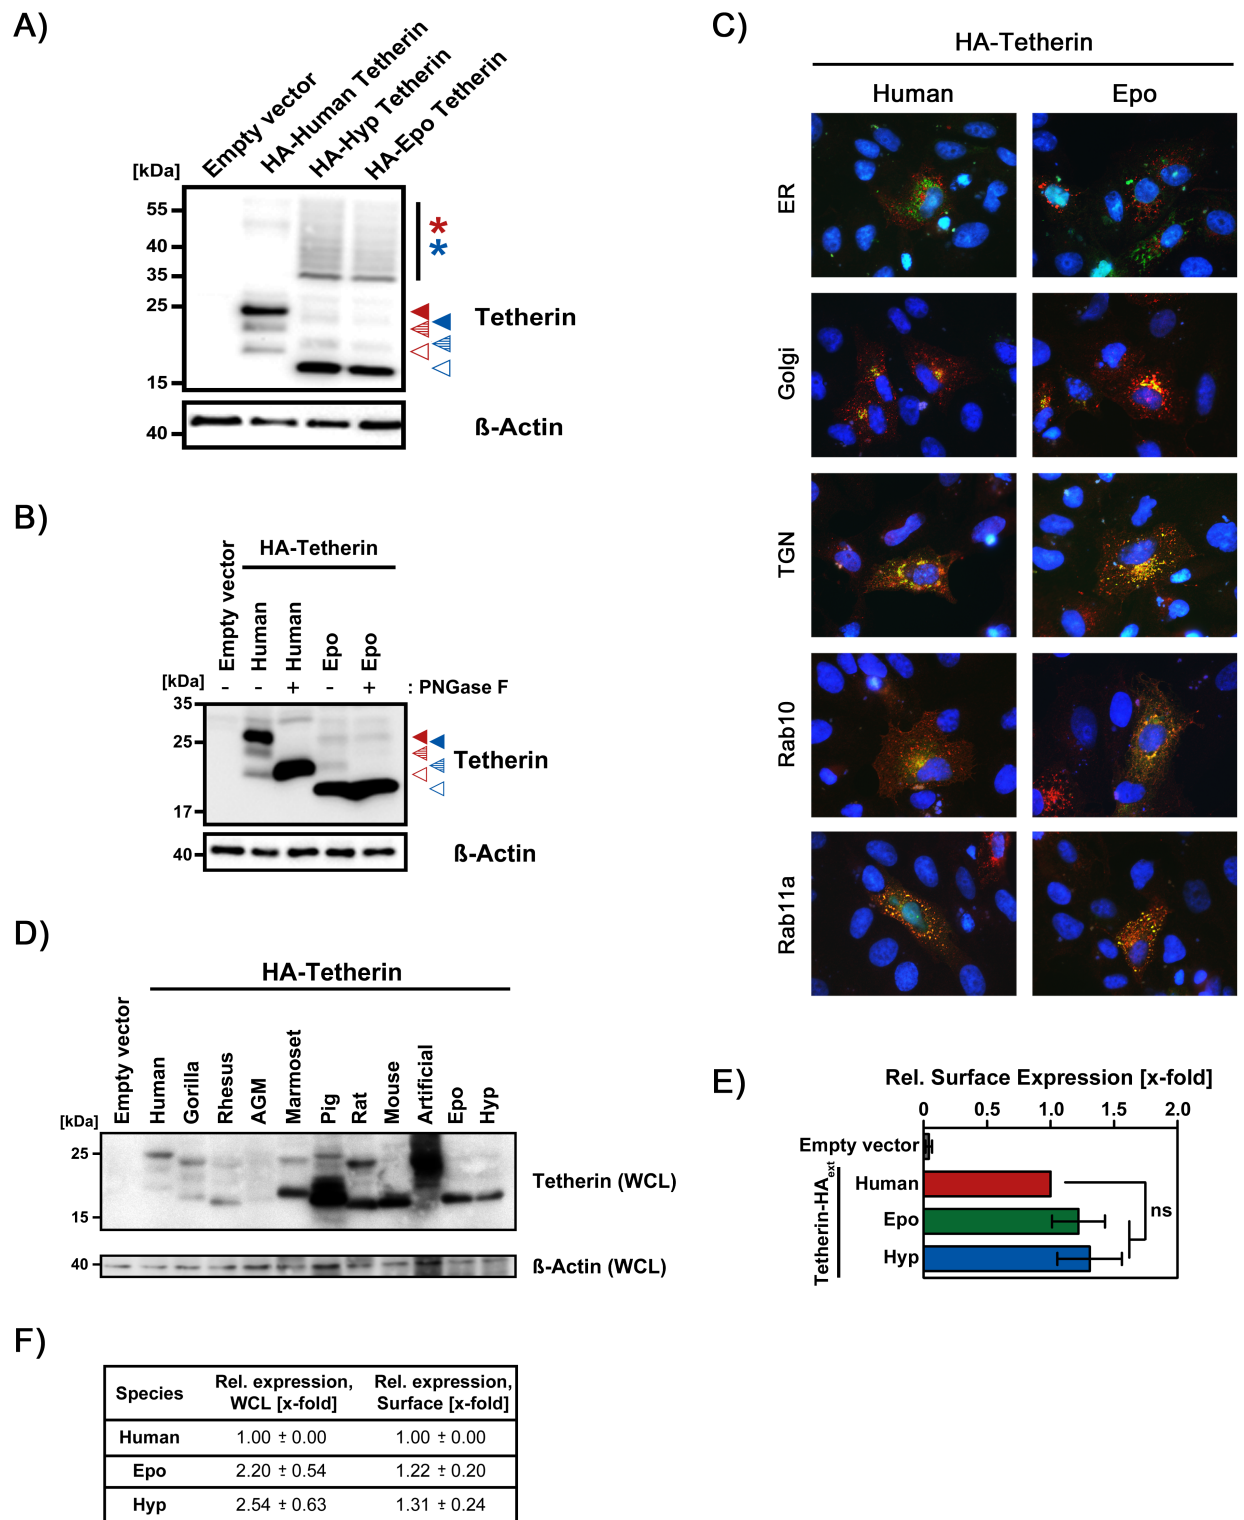 A)
Empty vector
HA-Human Tetherin
HA-Hyp Tetherin
HA-Epo Tetherin
[kDa]
55
40
35
25
15
*
*
Tetherin
40
ß-Actin
B)
HA-Tetherin
Empty vector
Human
Human
Epo
Epo
[kDa]
- - + - + : PNGase F
35
25
17
Tetherin
40
ß-Actin
C)
HA-Tetherin
Human Epo
ER
Golgi
TGN
Rab10
Rab11a
D)
HA-Tetherin
Empty vector
Human
Gorilla
Rhesus
AGM
Marmoset
Pig
Rat
Mouse
Artificial
Epo
Hyp
[kDa]
25
15
Tetherin (WCL)
40
ß-Actin (WCL)
E)
Rel. Surface Expression [x-fold]
0 0.5 1.0 1.5 2.0
Empty vector
Human
Epo
Hyp
Tetherin-HAext
ns
F)
Species Rel. expression, WCL [x-fold] Rel. expression, Surface [x-fold]
Human 1.00 ± 0.00 1.00 ± 0.00
Epo 2.20 ± 0.54 1.22 ± 0.20
Hyp 2.54 ± 0.63 1.31 ± 0.24